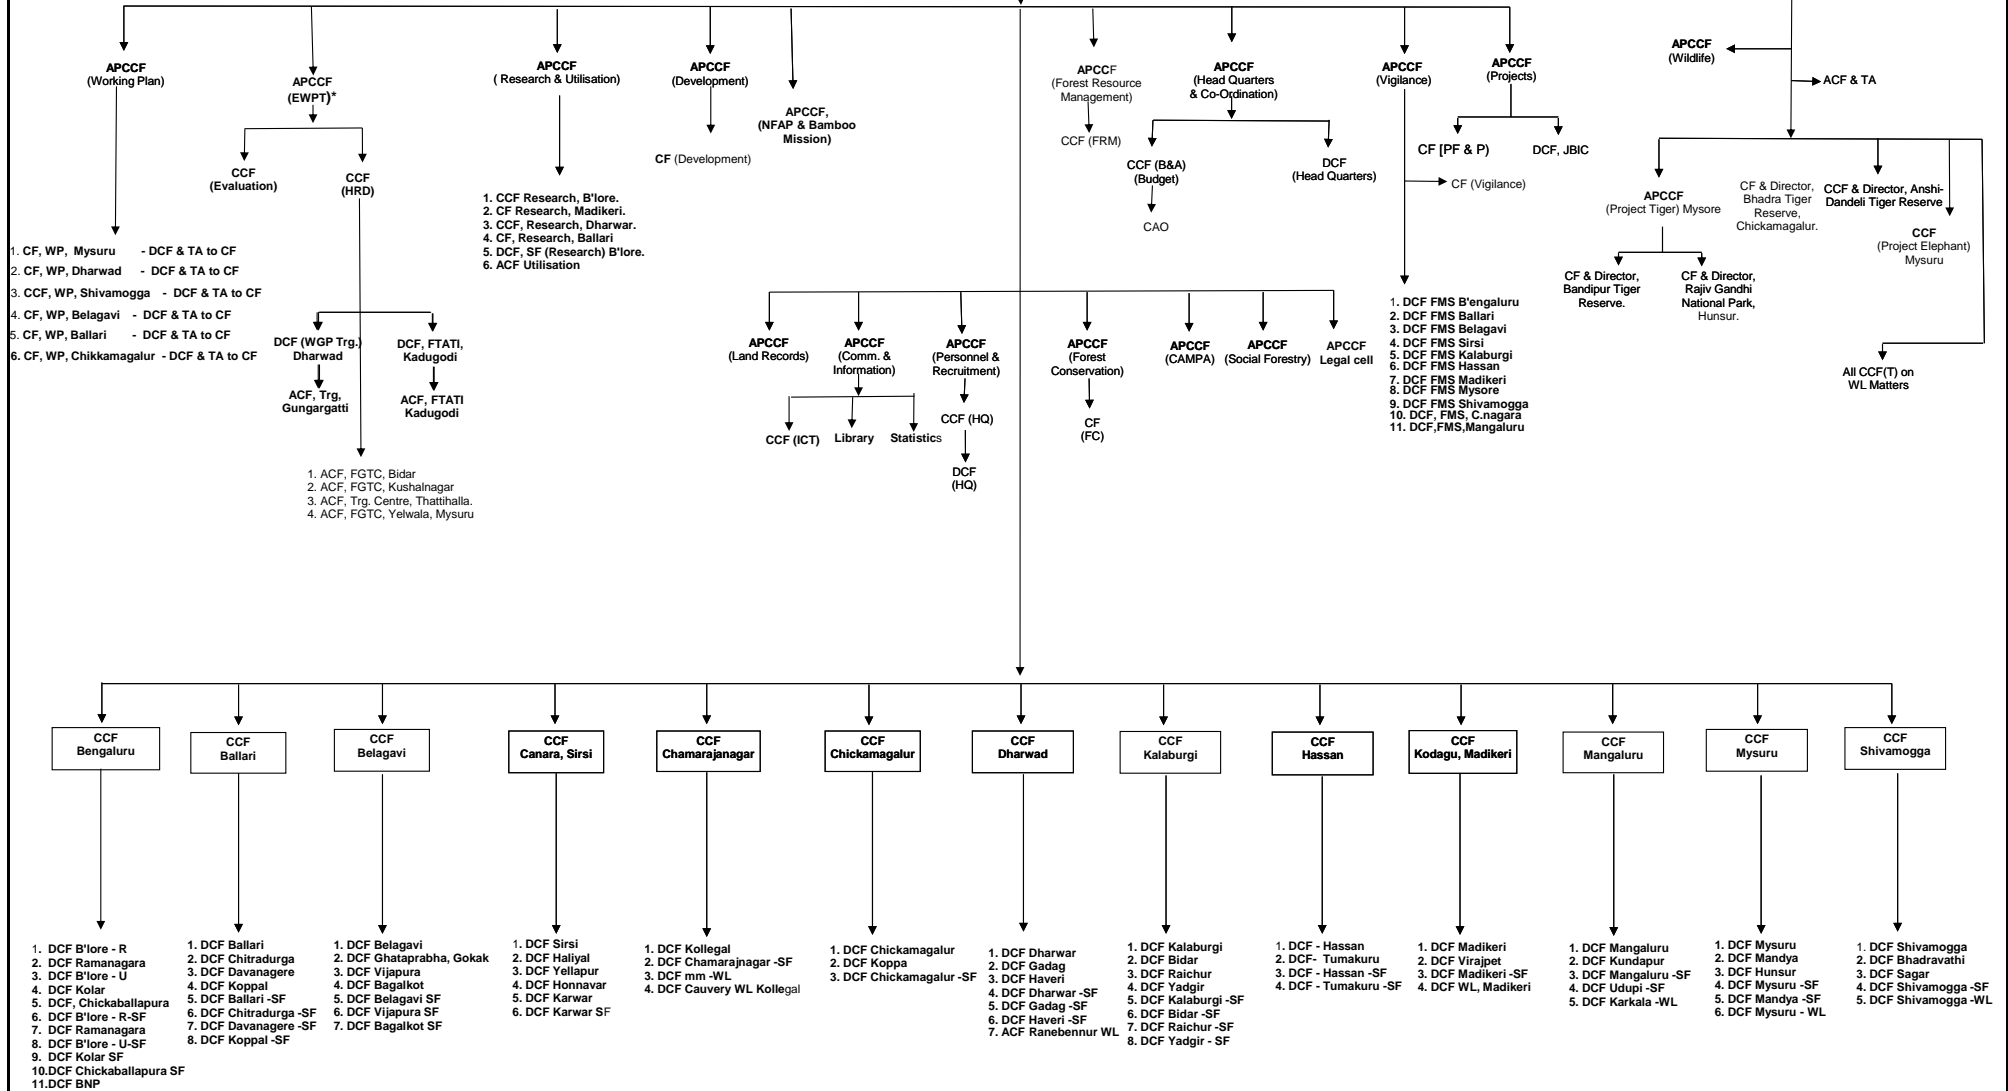 APCCF
(Working Plan)
APCCF
(EWPT)*
APCCF
( Research & Utilisation)
APCCF
(Development)
APCCF,
(NFAP & Bamboo
Mission)
APCCF
(Forest Resource
Management)
APCCF
(Head Quarters
& Co-Ordination)
APCCF
(Vigilance)
APCCF
(Projects)
APCCF
(Wildlife)
ACF & TA
CCF
(Evaluation)
CCF
(HRD)
CF (Development)
CCF (FRM)
CCF (B&A)
(Budget)
CAO
DCF
(Head Quarters)
CF [PF & P)
DCF, JBIC
CF (Vigilance)
APCCF
(Project Tiger) Mysore
CF & Director,
Bhadra Tiger
Reserve,
Chickamagalur.
CCF & Director, Anshi-
Dandeli Tiger Reserve
CCF
(Project Elephant)
Mysuru
CF & Director,
Bandipur Tiger
Reserve.
CF & Director,
Rajiv Gandhi
National Park,
Hunsur.
All CCF(T) on
WL Matters
1. CF, WP, Mysuru - DCF & TA to CF
2. CF, WP, Dharwad - DCF & TA to CF
3. CCF, WP, Shivamogga - DCF & TA to CF
4. CF, WP, Belagavi - DCF & TA to CF
5. CF, WP, Ballari - DCF & TA to CF
6. CF, WP, Chikkamagalur - DCF & TA to CF
1. CCF Research, B'lore.
2. CF Research, Madikeri.
3. CCF, Research, Dharwar.
4. CF, Research, Ballari
5. DCF, SF (Research) B'lore.
6. ACF Utilisation
DCF (WGP Trg.)
Dharwad
ACF, Trg,
Gungargatti
DCF, FTATI,
Kadugodi
ACF, FTATI
Kadugodi
1. ACF, FGTC, Bidar
2. ACF, FGTC, Kushalnagar
3. ACF, Trg. Centre, Thattihalla.
4. ACF, FGTC, Yelwala, Mysuru
APCCF
(Land Records)
APCCF
(Comm. &
Information)
APCCF
(Personnel &
Recruitment)
APCCF
(Forest
Conservation)
APCCF
(CAMPA)
APCCF
(Social Forestry)
APCCF
Legal cell
CCF (ICT)
Library
Statistics
CCF (HQ)
DCF
(HQ)
CF
(FC)
1. DCF FMS B'engaluru
2. DCF FMS Ballari
3. DCF FMS Belagavi
4. DCF FMS Sirsi
5. DCF FMS Kalaburgi
6. DCF FMS Hassan
7. DCF FMS Madikeri
8. DCF FMS Mysore
9. DCF FMS Shivamogga
10. DCF, FMS, C.nagara
11. DCF,FMS,Mangaluru
CCF
Bengaluru
CCF
Ballari
CCF
Belagavi
CCF
Canara, Sirsi
CCF
Chamarajanagar
CCF
Chickamagalur
CCF
Dharwad
CCF
Kalaburgi
CCF
Hassan
CCF
Kodagu, Madikeri
CCF
Mangaluru
CCF
Mysuru
CCF
Shivamogga
1. DCF B'lore - R
2. DCF Ramanagara
3. DCF B'lore - U
4. DCF Kolar
5. DCF, Chickaballapura
6. DCF B'lore - R-SF
7. DCF Ramanagara
8. DCF B'lore - U-SF
9. DCF Kolar SF
10.DCF Chickaballapura SF
11.DCF BNP
1. DCF Ballari
2. DCF Chitradurga
3. DCF Davanagere
4. DCF Koppal
5. DCF Ballari -SF
6. DCF Chitradurga -SF
7. DCF Davanagere -SF
8. DCF Koppal -SF
1. DCF Belagavi
2. DCF Ghataprabha, Gokak
3. DCF Vijapura
4. DCF Bagalkot
5. DCF Belagavi SF
6. DCF Vijapura SF
7. DCF Bagalkot SF
1. DCF Sirsi
2. DCF Haliyal
3. DCF Yellapur
4. DCF Honnavar
5. DCF Karwar
6. DCF Karwar SF
1. DCF Kollegal
2. DCF Chamarajnagar -SF
3. DCF mm -WL
4. DCF Cauvery WL Kollegal
1. DCF Chickamagalur
2. DCF Koppa
3. DCF Chickamagalur -SF
1. DCF Dharwar
2. DCF Gadag
3. DCF Haveri
4. DCF Dharwar -SF
5. DCF Gadag -SF
6. DCF Haveri -SF
7. ACF Ranebennur WL
1. DCF Kalaburgi
2. DCF Bidar
3. DCF Raichur
4. DCF Yadgir
5. DCF Kalaburgi -SF
6. DCF Bidar -SF
7. DCF Raichur -SF
8. DCF Yadgir - SF
1. DCF - Hassan
2. DCF- Tumakuru
3. DCF - Hassan -SF
4. DCF - Tumakuru -SF
1. DCF Madikeri
2. DCF Virajpet
3. DCF Madikeri -SF
4. DCF WL, Madikeri
1. DCF Mangaluru
2. DCF Kundapur
3. DCF Mangaluru -SF
4. DCF Udupi -SF
5. DCF Karkala -WL
1. DCF Mysuru
2. DCF Mandya
3. DCF Hunsur
4. DCF Mysuru -SF
5. DCF Mandya -SF
6. DCF Mysuru - WL
1. DCF Shivamogga
2. DCF Bhadravathi
3. DCF Sagar
4. DCF Shivamogga -SF
5. DCF Shivamogga -WL